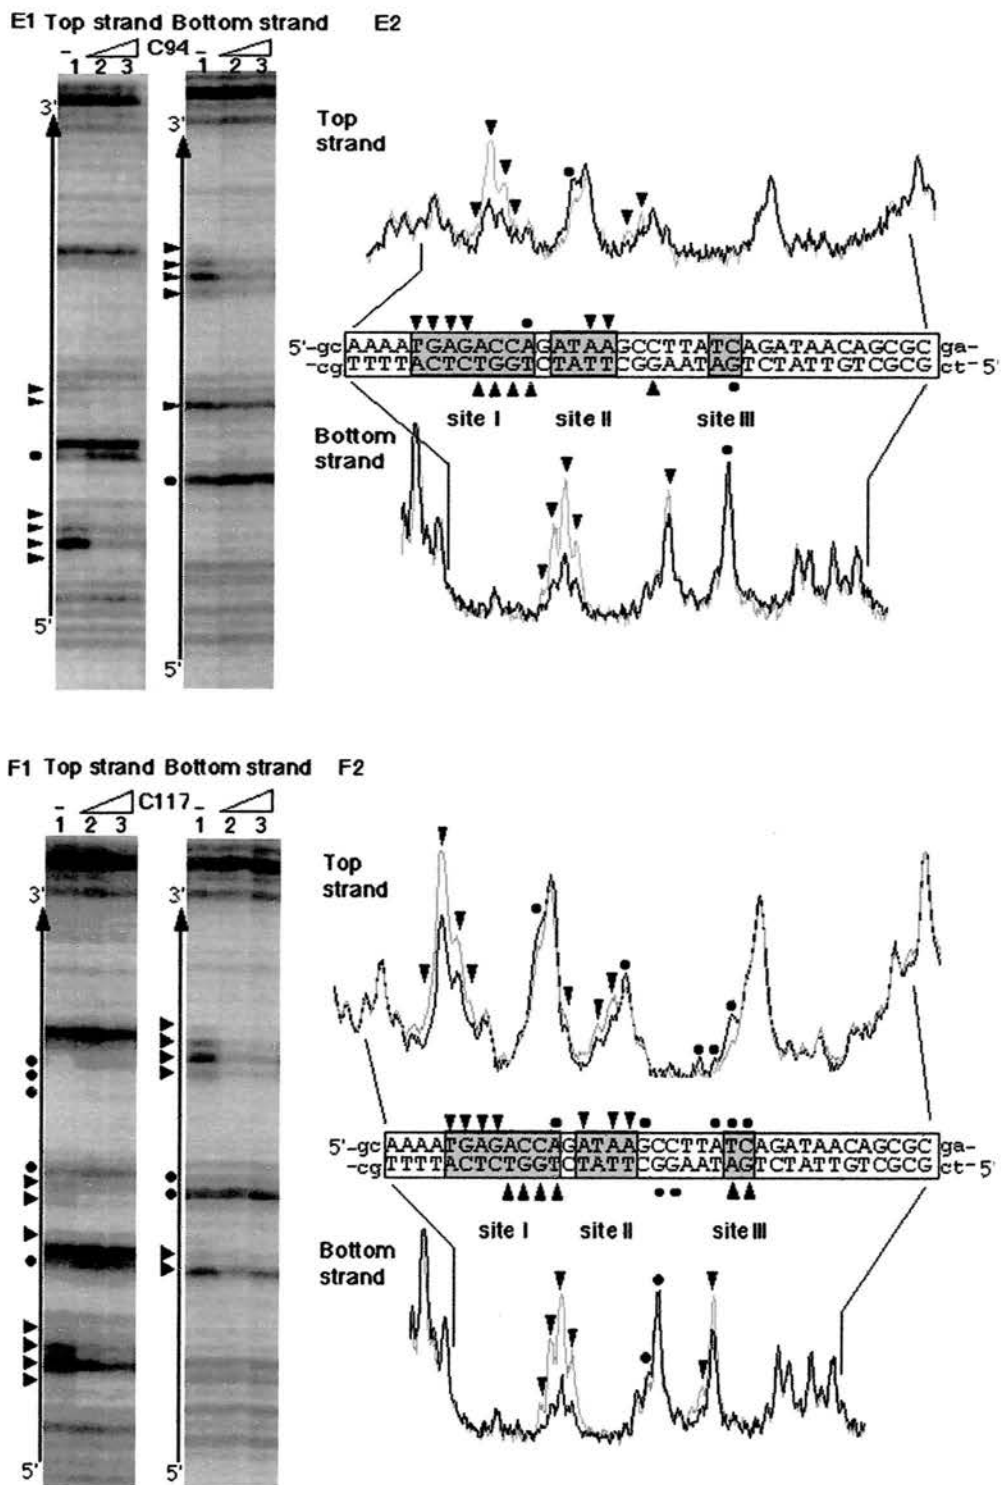 E1 Top strand Bottom strand E2
– C94 –
1 2 3 1 2 3
3'
3'
5'
5'
Top
strand
5'-gc AAAATGAGACCAGATAAGCCTTATCAGATAACAGCGC ga-
-cg TTTTACTCTGGTCTATTCGGAATAGTCTATTGTCGCG ct-5'
site I site II site III
Bottom
strand
F1 Top strand Bottom strand F2
– C117 –
1 2 3 1 2 3
3'
3'
5'
5'
Top
strand
5'-gc AAAATGAGACCAGATAAGCCTTATCAGATAACAGCGC ga-
-cg TTTTACTCTGGTCTATTCGGAATAGTCTATTGTCGCG ct-5'
site I site II site III
Bottom
strand